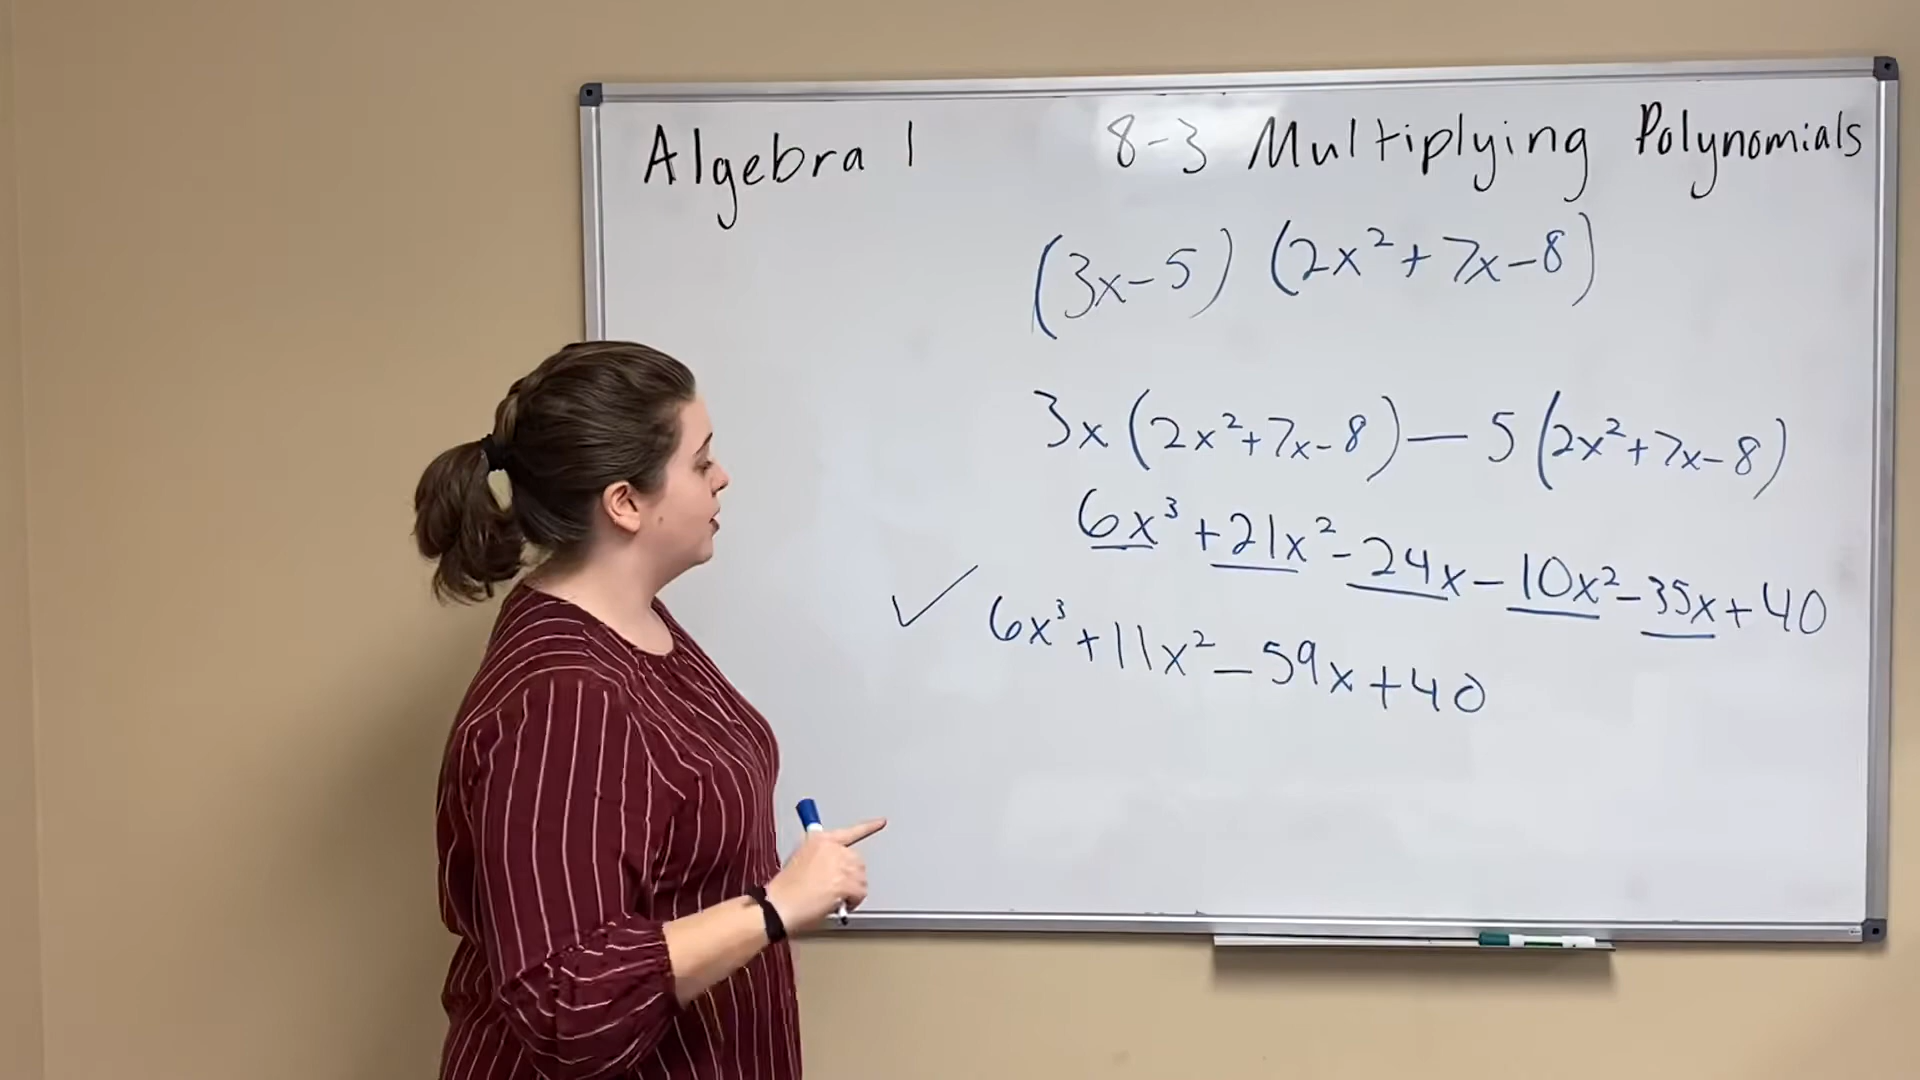 Algebra 1
8-3 Multiplying Polynomials
(3x-5) (2x²+7x-8)
3x(2x²+7x-8)-5(2x²+7x-8)
6x³+21x²-24x-10x²-35x+40
✓ 6x³+11x²-59x+40